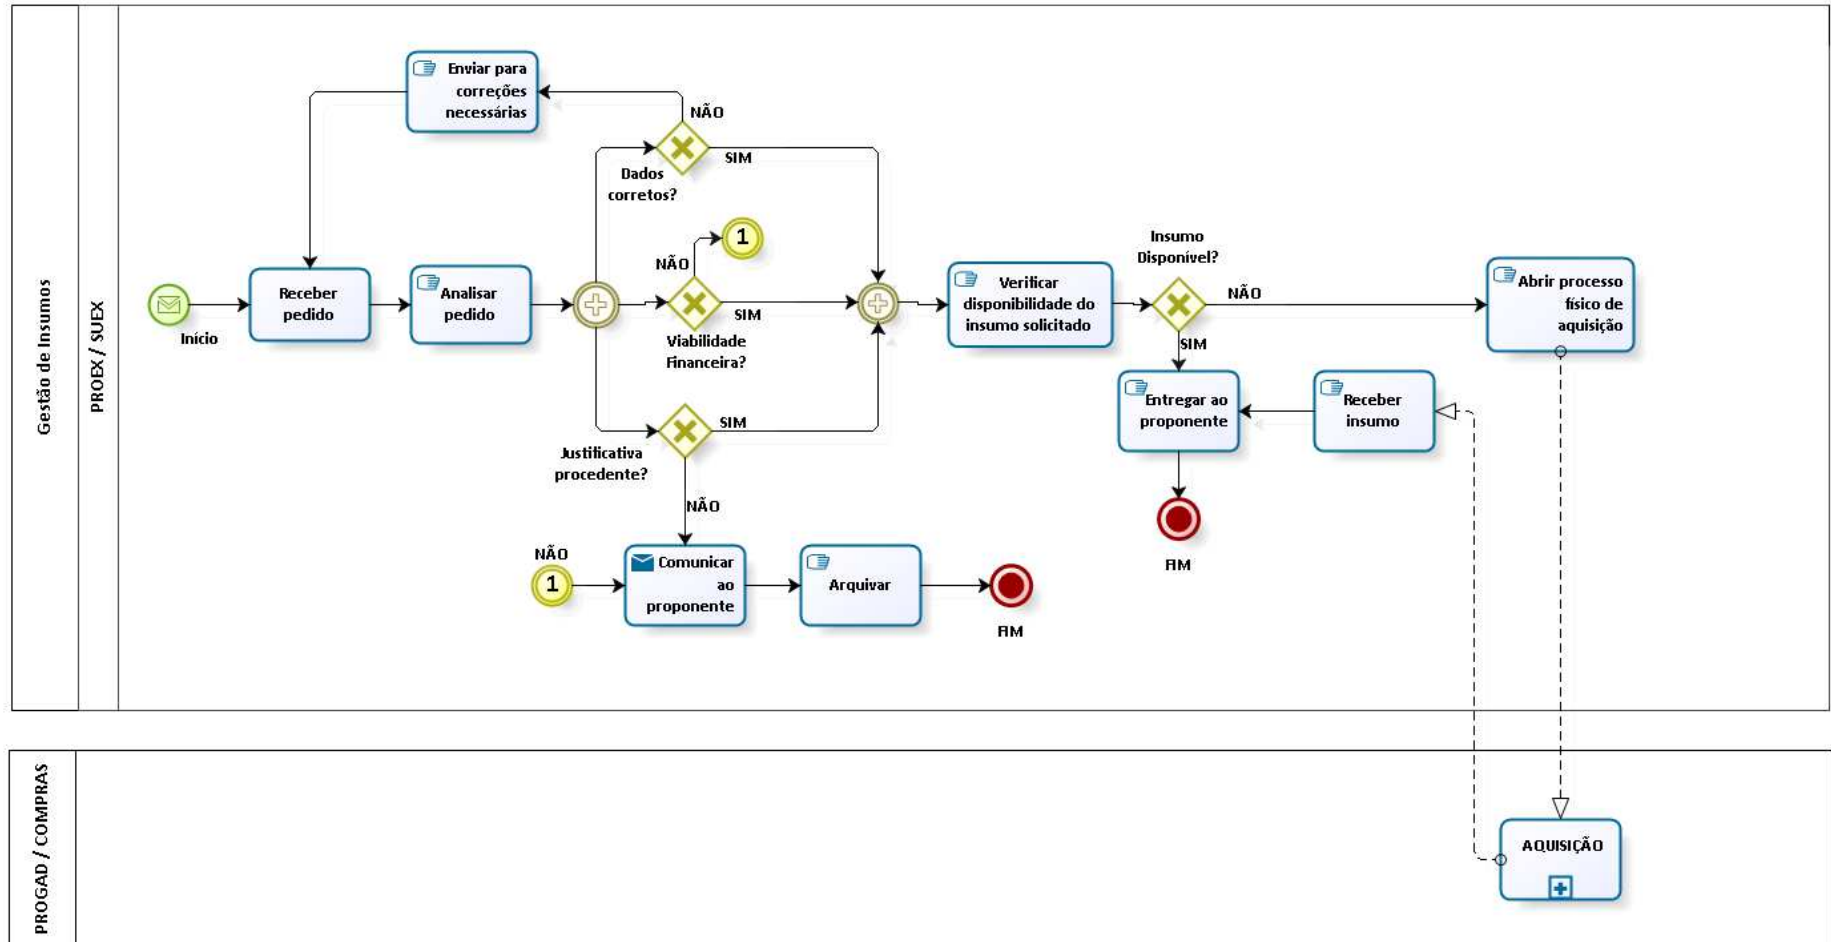 Gestão de Insumos
PROEX / SUEX
Enviar para
correções
necessárias
NÃO
SIM
Dados
corretos?
1
NÃO
SIM
Viabilidade
Financeira?
Início
Receber
pedido
Analisar
pedido
SIM
Justificativa
procedente?
NÃO
Verificar
disponibilidade do
insumo solicitado
Insumo
Disponível?
NÃO
SIM
Abrir processo
físico de
aquisição
Entregar ao
proponente
Receber
insumo
FIM
NÃO
1
Comunicar
ao
proponente
Arquivar
FIM
PROGAD / COMPRAS
AQUISIÇÃO